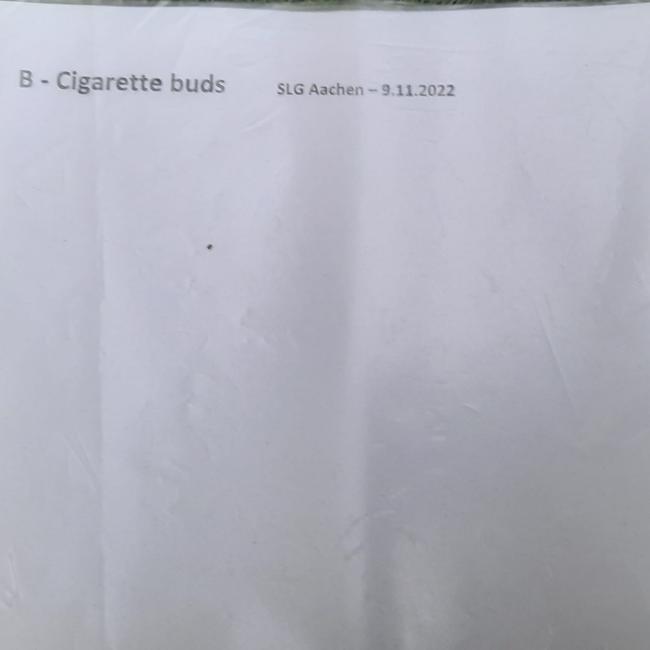 B - Cigarette buds SLG Aachen – 9.11.2022